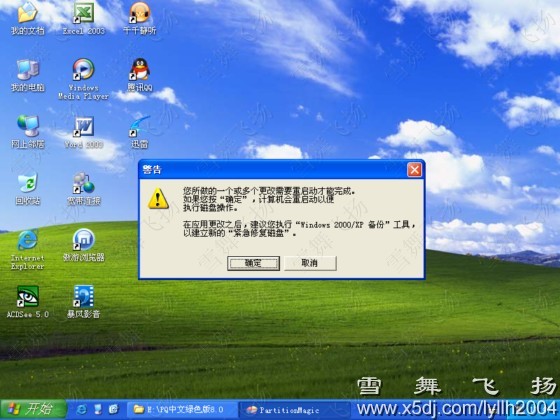 我的文档
Excel 2003
千千静听
我的电脑
Windows Media Player
腾讯QQ
网上邻居
Word 2003
迅雷
回收站
宽带连接
Internet Explorer
傲游浏览器
ACDSee 5.0
暴风影音
警告
您所做的一个或多个更改需要重启动才能完成。
如果您按“确定”,计算机会重启动以便
执行磁盘操作。
在应用更改之后,建议您执行“Windows 2000/XP 备份”工具,
以建立新的“紧急修复磁盘”。
确定
取消
雪 舞 飞 扬
www.x5dj.com/lyllh2004
开始
H:\PQ中文绿色版8.0
PartitionMagic